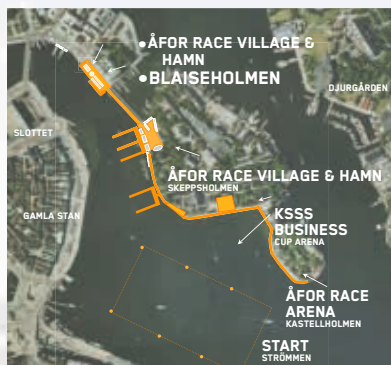 •ÅFOR RACE VILLAGE &
HAMN
•BLAISEHOLMEN
DJURGÅRDEN
SLOTTET
ÅFOR RACE VILLAGE & HAMN
SKEPPSHOLMEN
GAMLA STAN
KSSS
BUSINESS
CUP ARENA
ÅFOR RACE
ARENA
KASTELLHOLMEN
START
STRÖMMEN